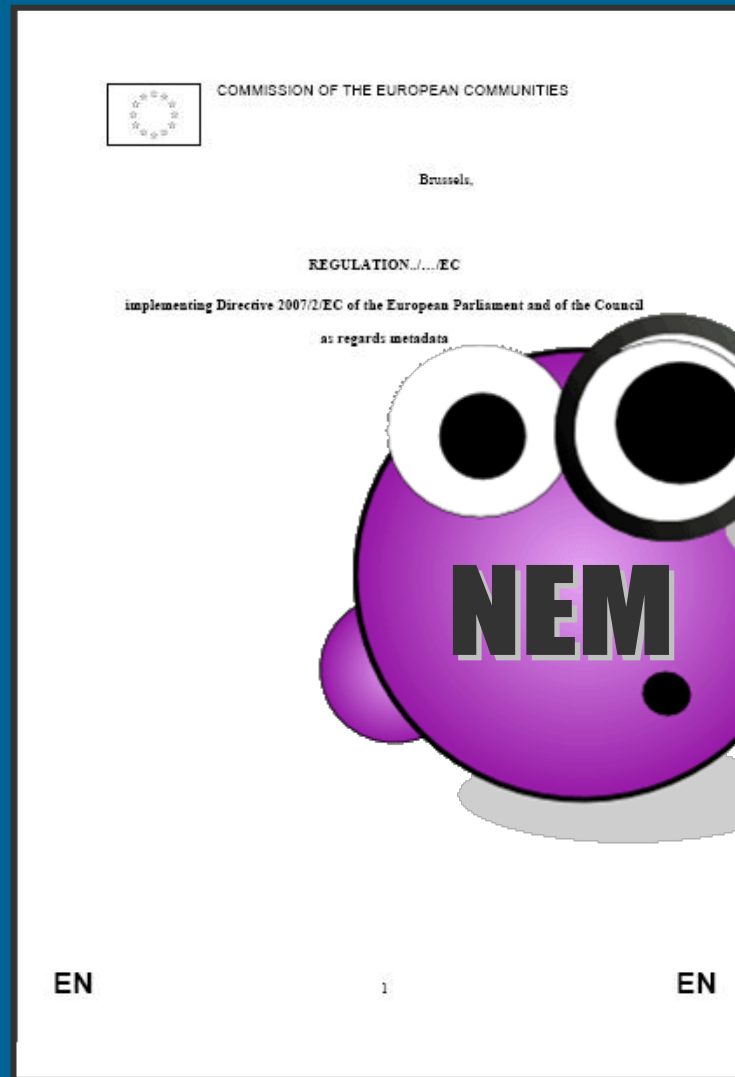 COMMISSION OF THE EUROPEAN COMMUNITIES
Brussels,
REGULATION../.../EC
implementing Directive 2007/2/EC of the European Parliament and of the Council
as regards metadata
NEM
EN 1 EN